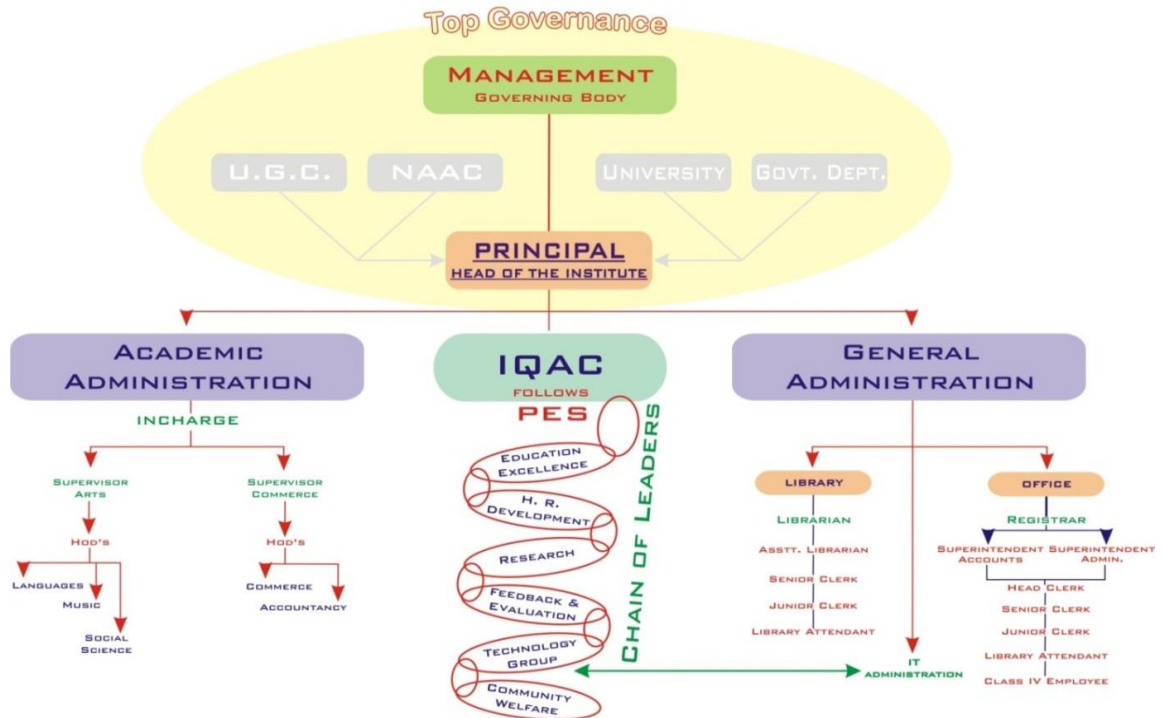 Top Governance
MANAGEMENT
GOVERNING BODY
U.G.C.
NAAC
UNIVERSITY
GOVT. DEPT.
PRINCIPAL
HEAD OF THE INSTITUTE
ACADEMIC
ADMINISTRATION
INCHARGE
SUPERVISOR
ARTS
SUPERVISOR
COMMERCE
HOD'S
HOD'S
LANGUAGES
MUSIC
SOCIAL
SCIENCE
COMMERCE
ACCOUNTANCY
IQAC
FOLLOWS
PES
EDUCATION
EXCELLENCE
H. R.
DEVELOPMENT
RESEARCH
FEEDBACK &
EVALUATION
TECHNOLOGY
GROUP
COMMUNITY
WELFARE
CHAIN OF LEADERS
GENERAL
ADMINISTRATION
LIBRARY
LIBRARIAN
ASSTT. LIBRARIAN
SENIOR CLERK
JUNIOR CLERK
LIBRARY ATTENDANT
IT
ADMINISTRATION
OFFICE
REGISTRAR
SUPERINTENDENT
ACCOUNTS
SUPERINTENDENT
ADMIN.
HEAD CLERK
SENIOR CLERK
JUNIOR CLERK
LIBRARY ATTENDANT
CLASS IV EMPLOYEE